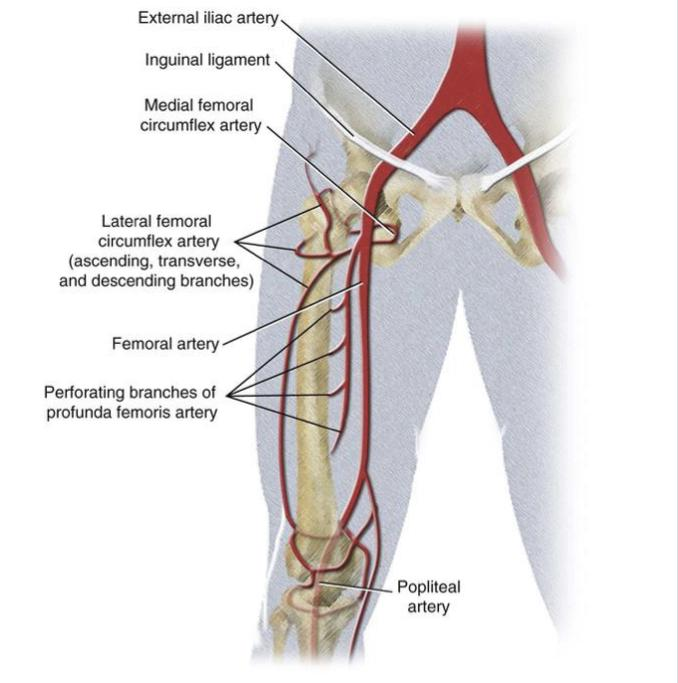 External iliac artery
Inguinal ligament
Medial femoral
circumflex artery
Lateral femoral
circumflex artery
(ascending, transverse,
and descending branches)
Femoral artery
Perforating branches of
profunda femoris artery
Popliteal
artery